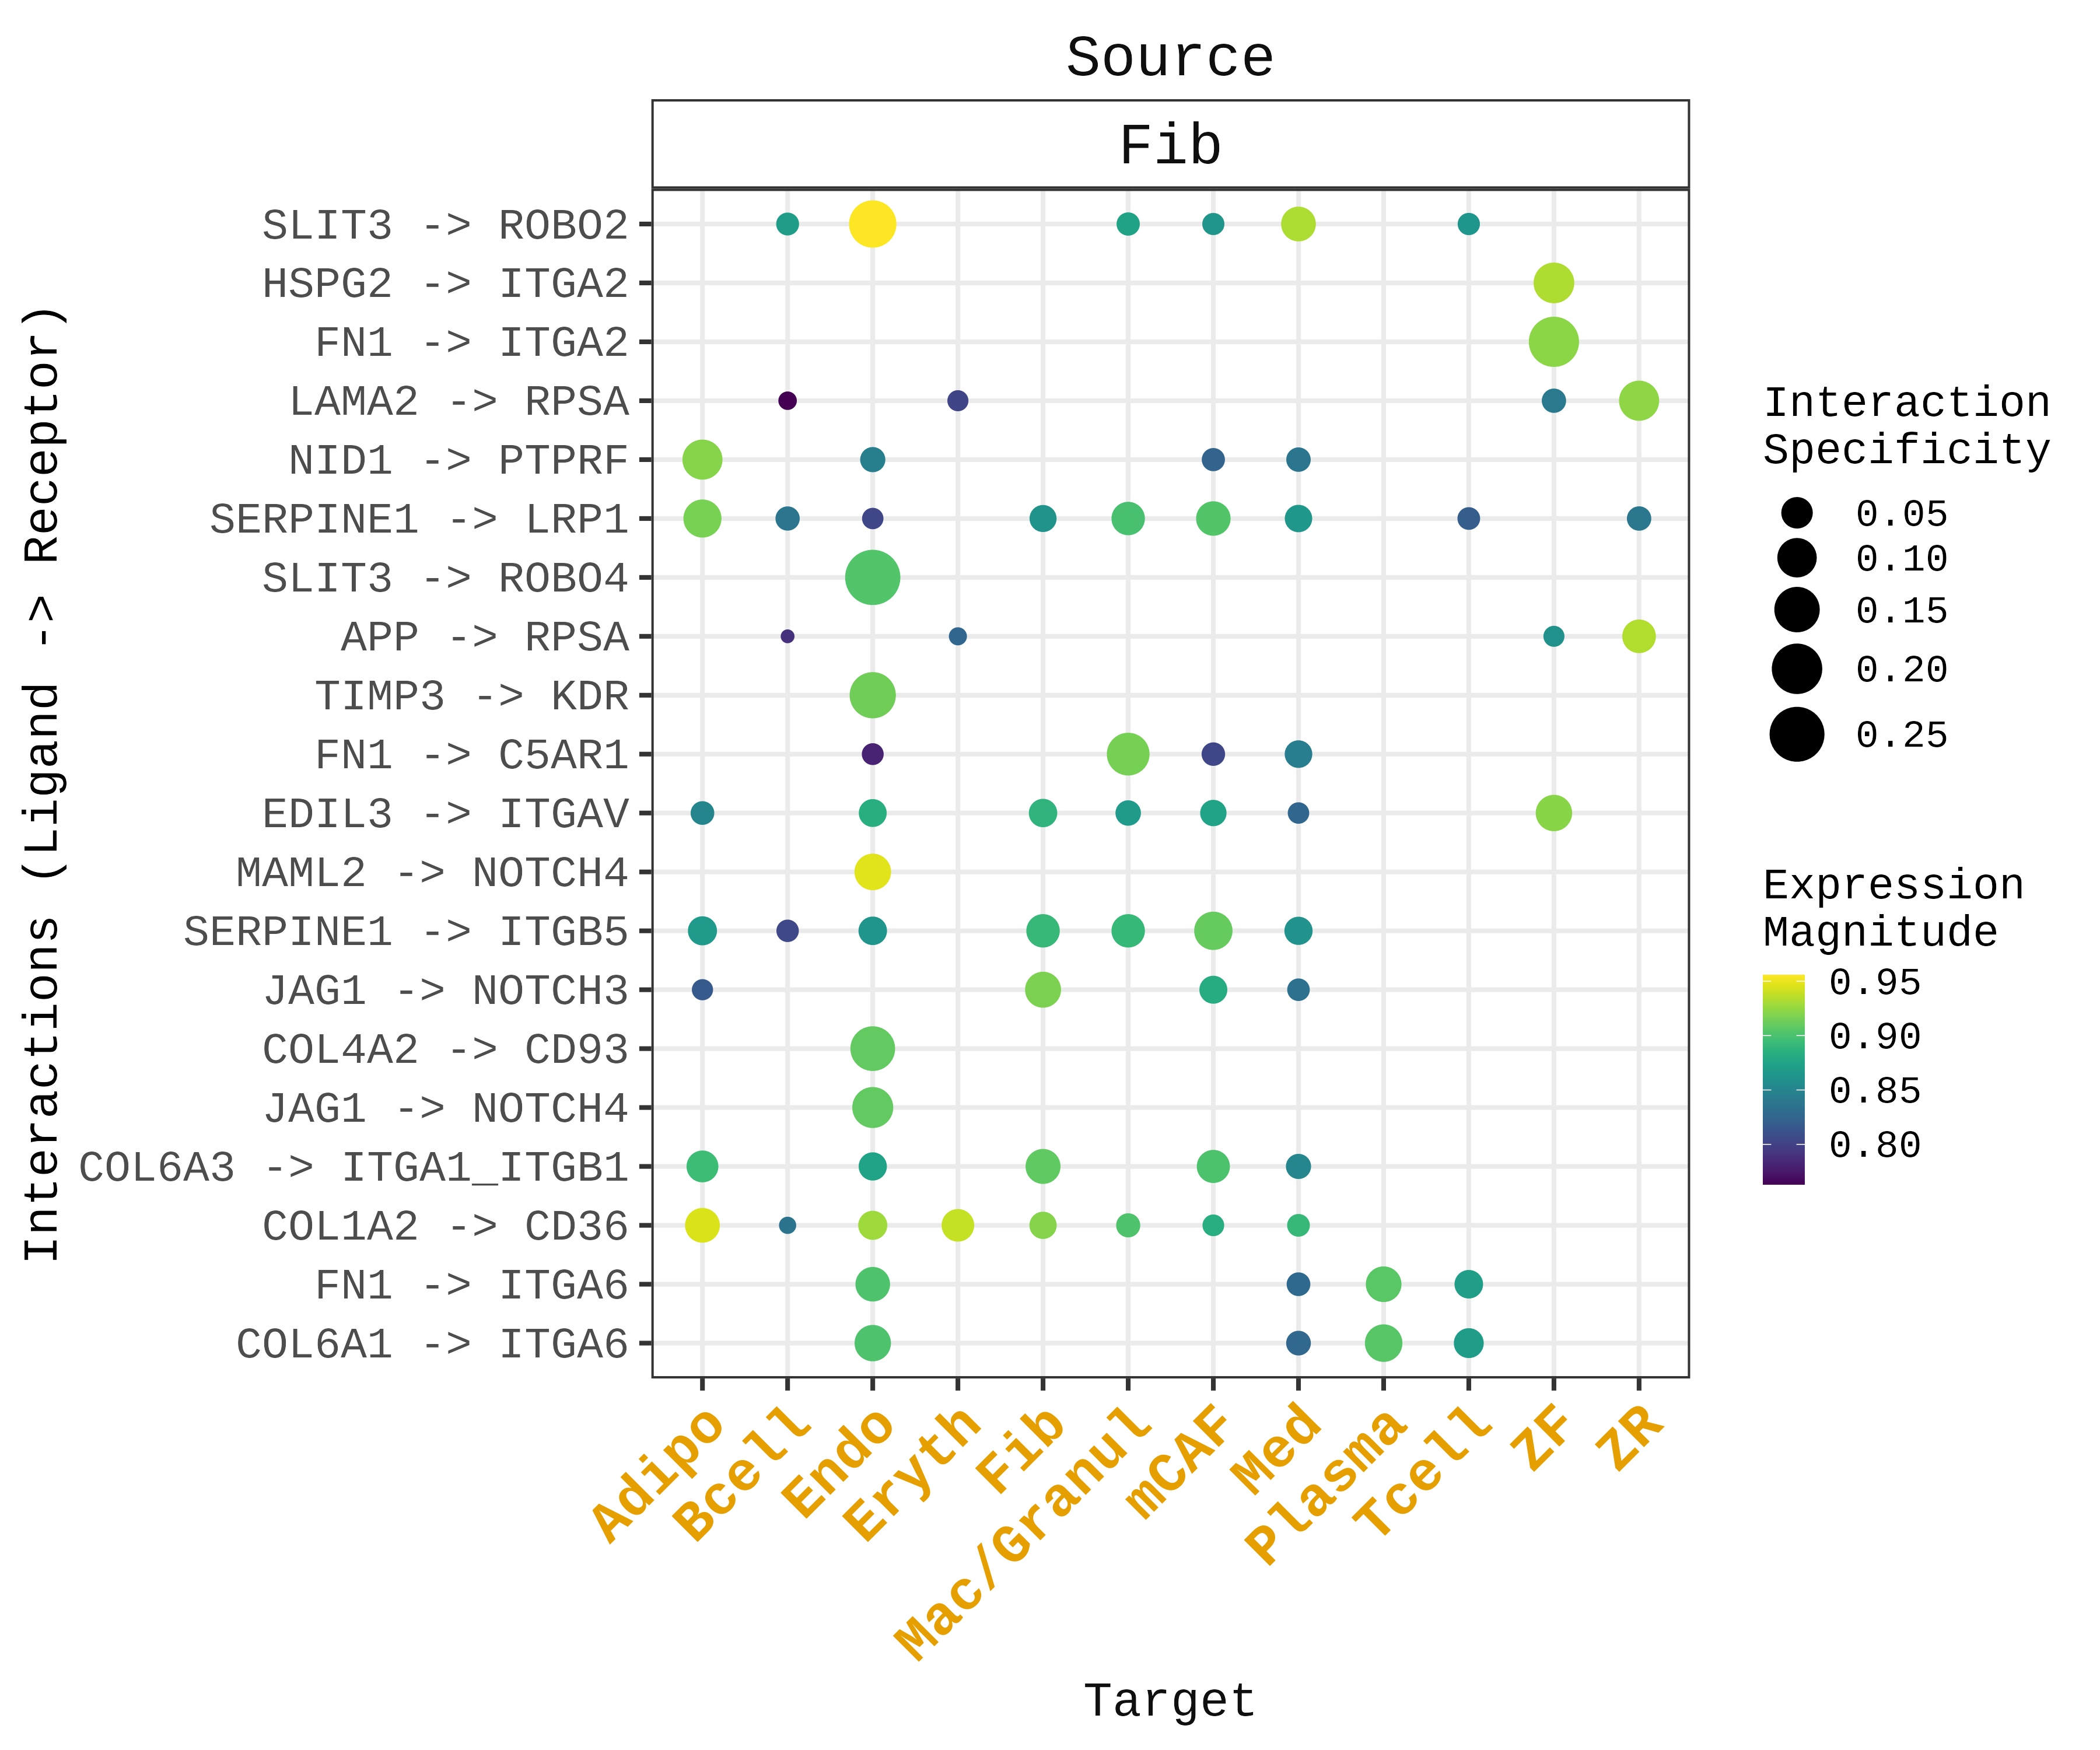 Source
Fib
Interactions (Ligand -> Receptor)
SLIT3 -> ROBO2
HSPG2 -> ITGA2
FN1 -> ITGA2
LAMA2 -> RPSA
NID1 -> PTPRF
SERPINE1 -> LRP1
SLIT3 -> ROBO4
APP -> RPSA
TIMP3 -> KDR
FN1 -> C5AR1
EDIL3 -> ITGAV
MAML2 -> NOTCH4
SERPINE1 -> ITGB5
JAG1 -> NOTCH3
COL4A2 -> CD93
JAG1 -> NOTCH4
COL6A3 -> ITGA1_ITGB1
COL1A2 -> CD36
FN1 -> ITGA6
COL6A1 -> ITGA6
Adipo
Bcell
Endo
Eryth
Fib
Mac/Granul
mCAF
Med
Plasma
Tcell
ZF
ZR
Target
Interaction
Specificity
0.05
0.10
0.15
0.20
0.25
Expression
Magnitude
0.95
0.90
0.85
0.80